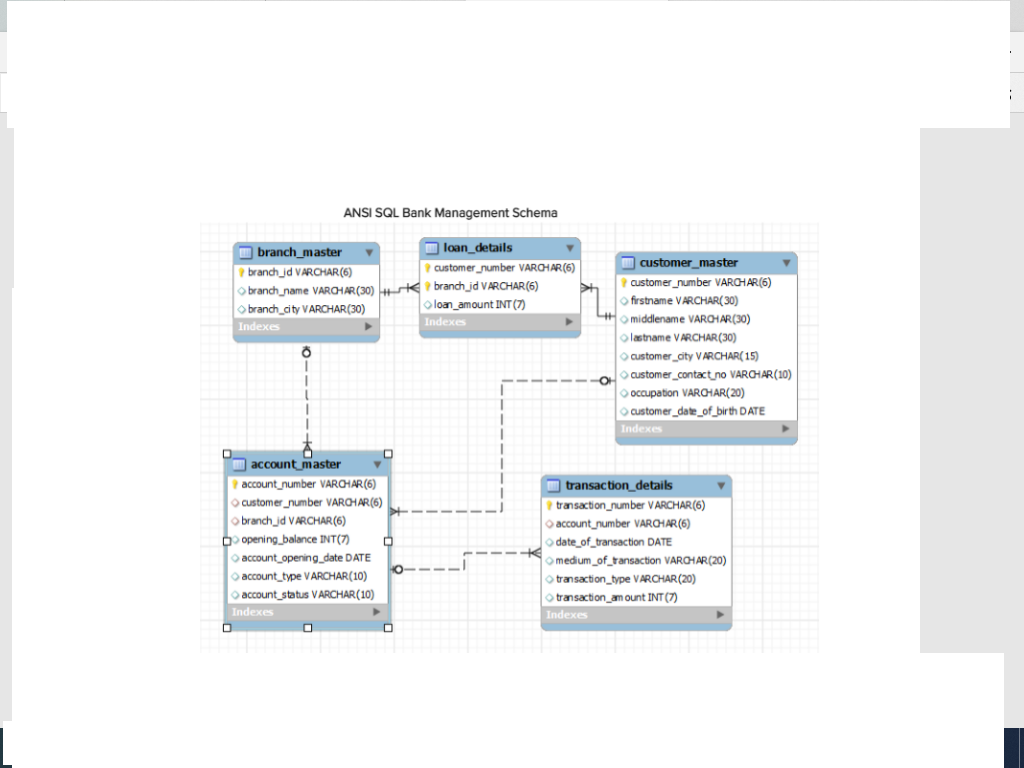 ANSI SQL Bank Management Schema
branch_master
branch_id VARCHAR(6)
branch_name VARCHAR(30)
branch_city VARCHAR(30)
Indexes
loan_details
customer_number VARCHAR(6)
branch_id VARCHAR(6)
loan_amount INT(7)
Indexes
customer_master
customer_number VARCHAR(6)
firstname VARCHAR(30)
middlename VARCHAR(30)
lastname VARCHAR(30)
customer_city VARCHAR(15)
customer_contact_no VARCHAR(10)
occupation VARCHAR(20)
customer_date_of_birth DATE
Indexes
account_master
account_number VARCHAR(6)
customer_number VARCHAR(6)
branch_id VARCHAR(6)
opening_balance INT(7)
account_opening_date DATE
account_type VARCHAR(10)
account_status VARCHAR(10)
Indexes
transaction_details
transaction_number VARCHAR(6)
account_number VARCHAR(6)
date_of_transaction DATE
medium_of_transaction VARCHAR(20)
transaction_type VARCHAR(20)
transaction_amount INT(7)
Indexes